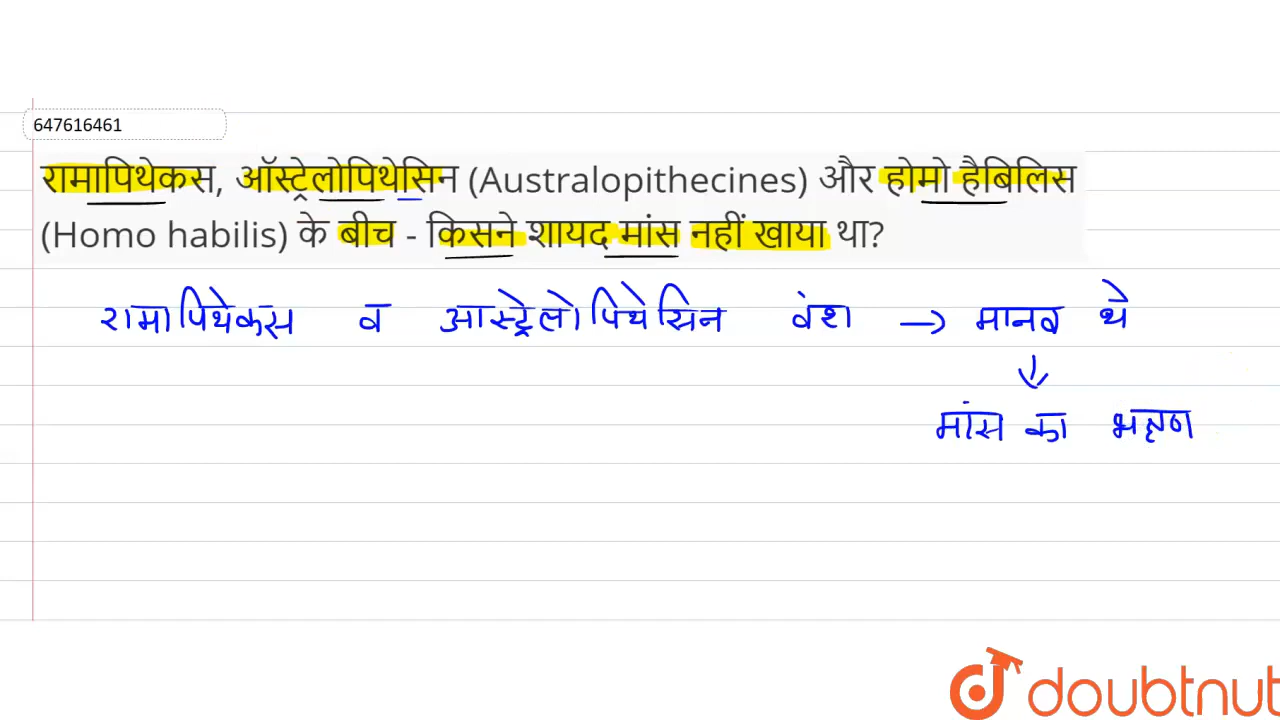 647616461
रामापिथेकस, ऑस्ट्रेलोपिथेसिन (Australopithecines) और होमो हैबिलिस
(Homo habilis) के बीच - किसने शायद मांस नहीं खाया था?
रामापिथेकस व आस्ट्रेलोपिथेसिन वंश → मानव थे
↓
मांस का भक्षण
doubtnut